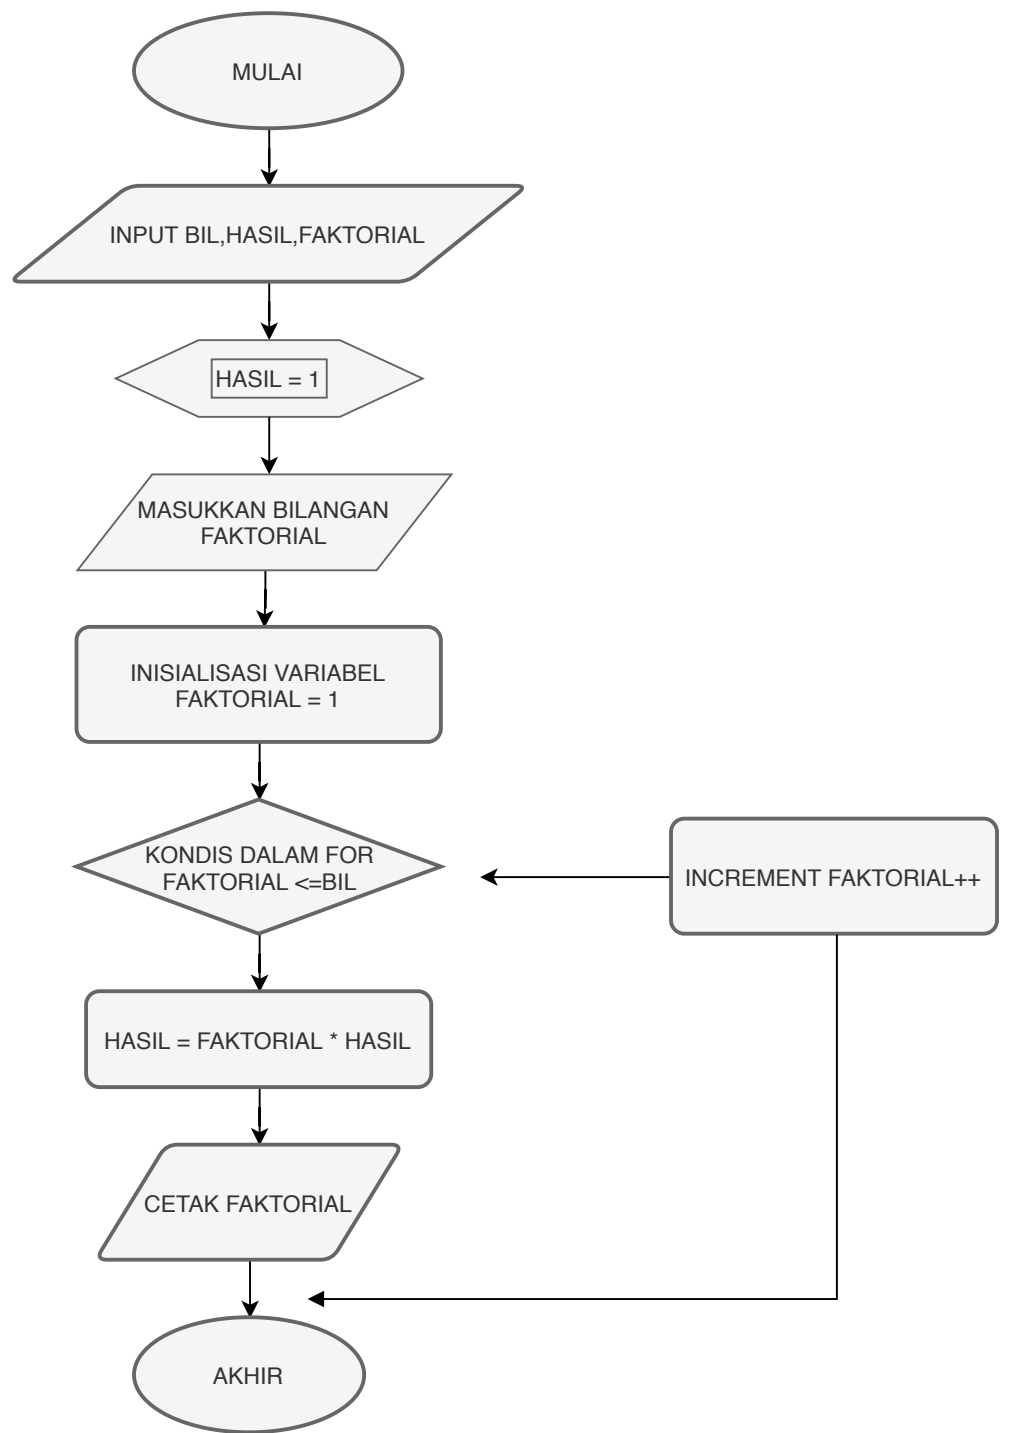 MULAI
INPUT BIL,HASIL,FAKTORIAL
HASIL = 1
MASUKKAN BILANGAN
FAKTORIAL
INISIALISASI VARIABEL
FAKTORIAL = 1
KONDIS DALAM FOR
FAKTORIAL <=BIL
INCREMENT FAKTORIAL++
HASIL = FAKTORIAL * HASIL
CETAK FAKTORIAL
AKHIR